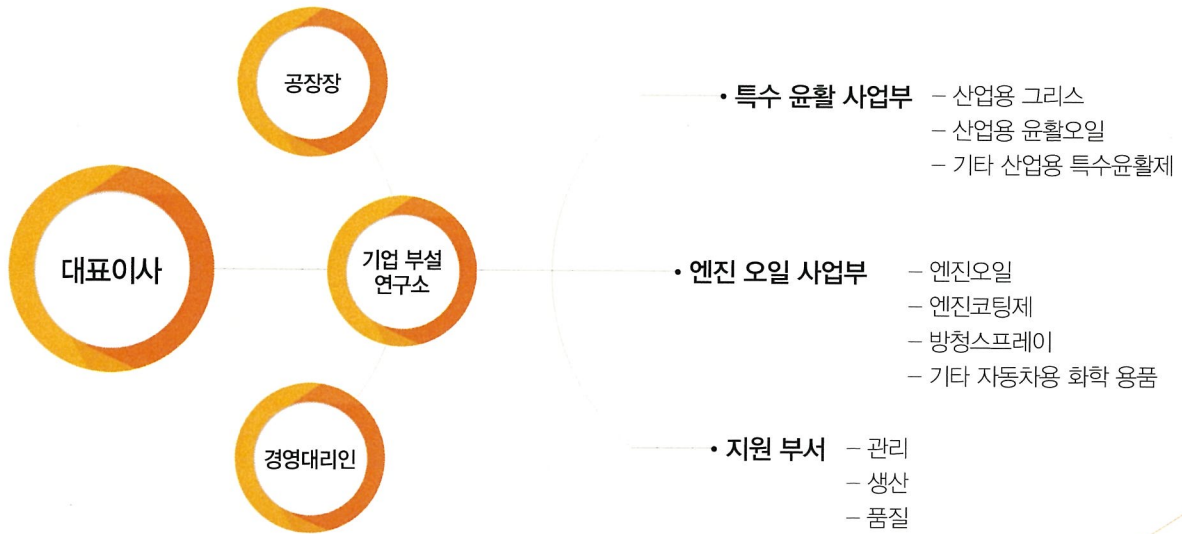 공장장
대표이사
기업 부설
연구소
경영대리인
• 특수 윤활 사업부 – 산업용 그리스
– 산업용 윤활오일
– 기타 산업용 특수윤활제
• 엔진 오일 사업부 – 엔진오일
– 엔진코팅제
– 방청스프레이
– 기타 자동차용 화학 용품
• 지원 부서 – 관리
– 생산
– 품질